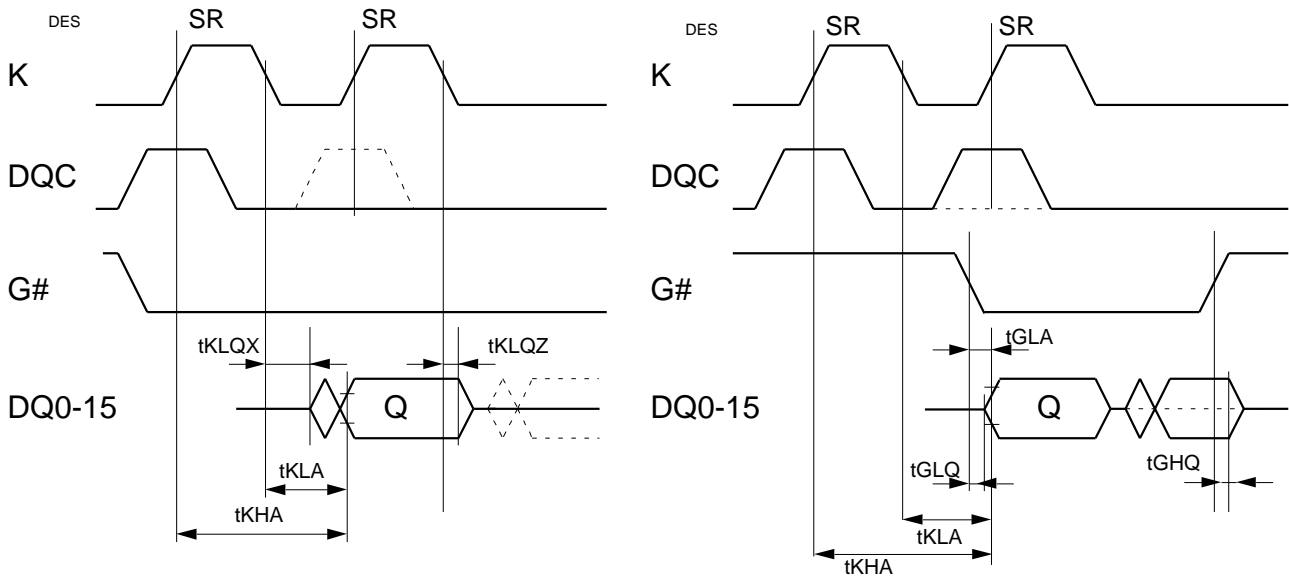 DES
SR
SR
K
DQC
G#
tKLQX
tKLQZ
DQ0-15
Q
tKLA
tKHA
DES
SR
SR
K
DQC
G#
tGLA
DQ0-15
Q
tGLQ
tGHQ
tKLA
tKHA